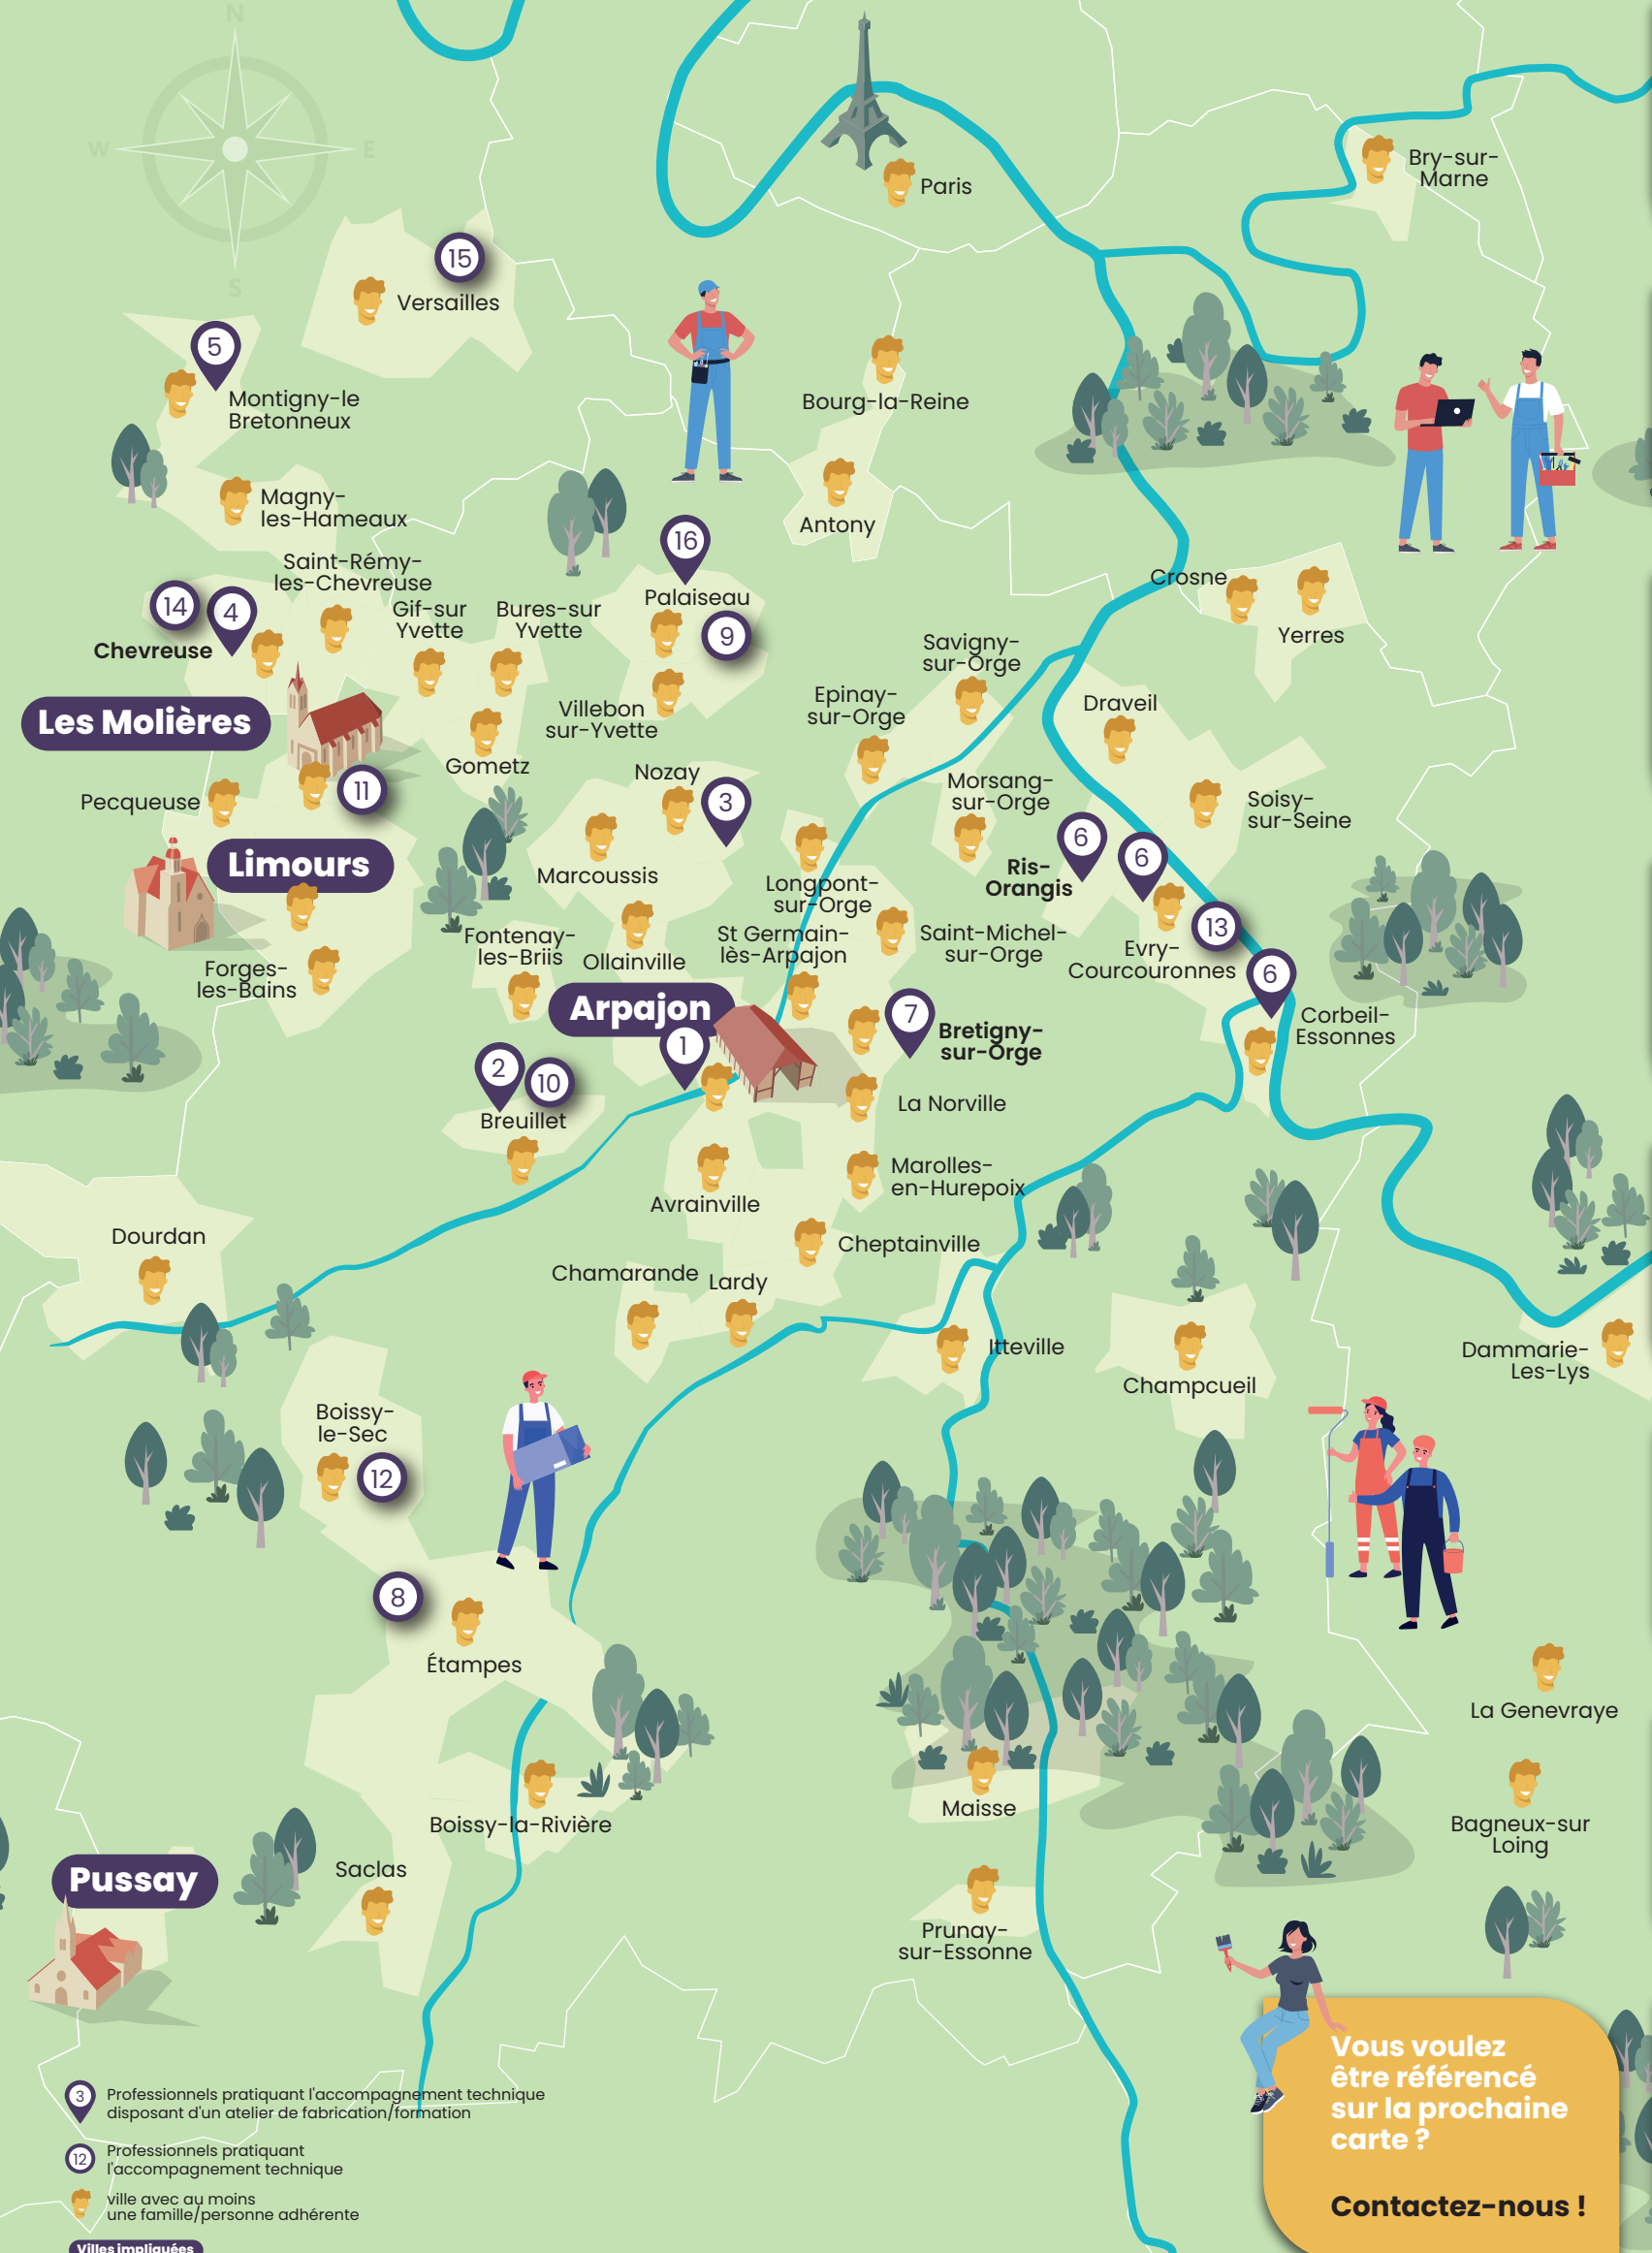 N
W
E
S
Paris
Bry-sur-
Marne
15
Versailles
5
Montigny-le
Bretonneux
Bourg-la-Reine
Magny-
les-Hameaux
Antony
16
Palaiseau
9
Saint-Rémy-
les-Chevreuse
14
4
Chevreuse
Gif-sur
Yvette
Bures-sur
Yvette
Crosne
Yerres
Savigny-
sur-Orge
Epinay-
sur-Orge
Draveil
Villebon
sur-Yvette
Les Molières
Gometz
Nozay
3
Morsang-
sur-Orge
Soisy-
sur-Seine
Pecqueuse
11
Limours
Marcoussis
Longpont-
sur-Orge
6
Ris-
Orangis
6
13
Evry-
Courcouronnes
Fontenay-
les-Briis
Ollainville
St Germain-
lès-Arpajon
Saint-Michel-
sur-Orge
Forges-
les-Bains
6
Corbeil-
Essonnes
Arpajon
1
7
Bretigny-
sur-Orge
2
10
Breuillet
La Norville
Avrainville
Marolles-
en-Hurepoix
Dourdan
Cheptainville
Chamarande
Lardy
Itteville
Champcueil
Dammarie-
Les-Lys
Boissy-
le-Sec
12
8
Étampes
La Genevraye
Boissy-la-Rivière
Maisse
Bagneux-sur
Loing
Pussay
Saclas
Prunay-
sur-Essonne
Vous voulez
être référencé
sur la prochaine
carte ?
Contactez-nous !
3
Professionnels pratiquant l'accompagnement technique
disposant d'un atelier de fabrication/formation
12
Professionnels pratiquant
l'accompagnement technique
ville avec au moins
une famille/personne adhérente
Villes impliquées